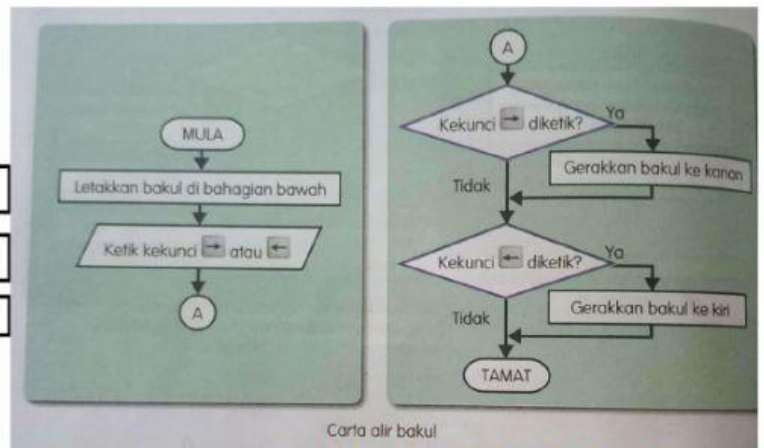 MULA
Letakkan bakul di bahagian bawah
Ketik kekunci → atau ←
A
A
Kekunci → diketik?
Ya
Gerakkan bakul ke kanan
Tidak
Kekunci ← diketik?
Ya
Gerakkan bakul ke kiri
Tidak
TAMAT
Carta alir bakul